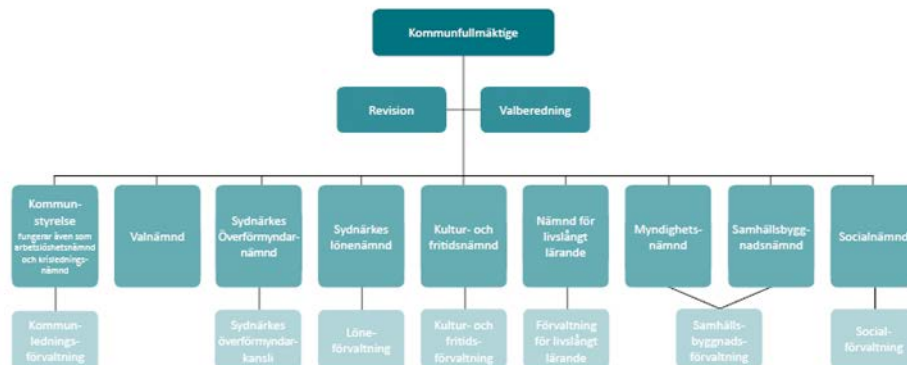 Kommunfullmäktige
Revision
Valberedning
Kommun-
styrelse
fungerar även som
arbetslöshetsnämnd
och krislednings-
nämnd
Valnämnd
Sydnärkes
Överförmyndar-
nämnd
Sydnärkes
lönenämnd
Kultur- och
fritidsnämnd
Nämnd för
livslångt
lärande
Myndighets-
nämnd
Samhällsbygg-
nadsnämnd
Socialnämnd
Kommun-
lednings-
förvaltning
Sydnärkes
överförmyndar-
kansli
Löne-
förvaltning
Kultur- och
fritids-
förvaltning
Förvaltning
för livslångt
lärande
Samhälls-
byggnads-
förvaltning
Social-
förvaltning